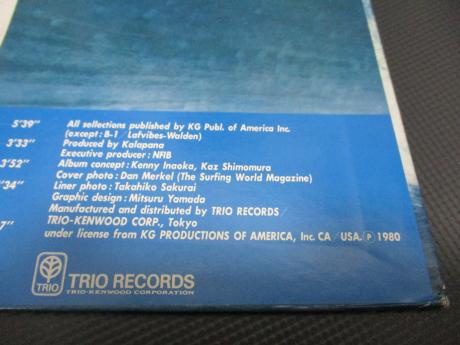 5'39"
3'33"
3'52"
"34"
7"
All sellections published by KG Publ. of America Inc.
(except: B-1 / Lafvibes-Walden)
Produced by Kalapana
Executive producer: NFIB
Album concept: Kenny Inaoka, Kaz Shimomura
Cover photo: Dan Merkel (The Surfing World Magazine)
Liner photo: Takahiko Sakurai
Graphic design: Mitsuru Yamada
Manufactured and distributed by TRIO RECORDS/
TRIO-KENWOOD CORP., Tokyo
under license from KG PRODUCTIONS OF AMERICA, Inc. CA/USA. Ⓟ 1980
TRIO
TRIO RECORDS
TRIO-KENWOOD CORPORATION